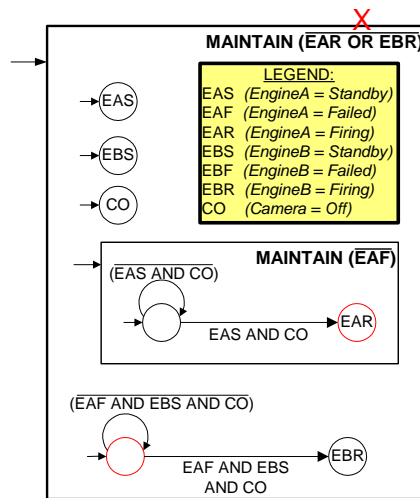 X
MAINTAIN (EAR OR EBR)
LEGEND:
EAS (EngineA = Standby)
EAF (EngineA = Failed)
EAR (EngineA = Firing)
EBS (EngineB = Standby)
EBF (EngineB = Failed)
EBR (EngineB = Firing)
CO (Camera = Off)
EAS
EBS
CO
MAINTAIN (EAF)
(EAS AND CO)
EAR
EAS AND CO
(EAF AND EBS AND CO)
EBR
EAF AND EBS
AND CO